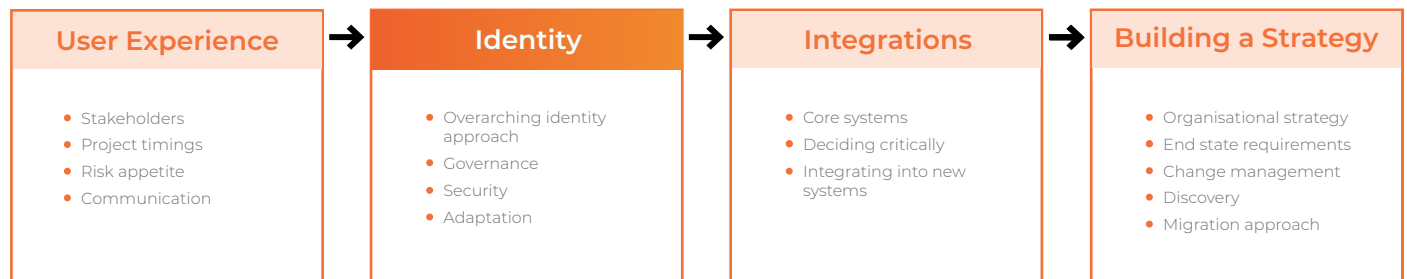 User Experience
Stakeholders
Project timings
Risk appetite
Communication
Identity
Overarching identity
approach
Governance
Security
Adaptation
Integrations
Core systems
Deciding critically
Integrating into new
systems
Building a Strategy
Organisational strategy
End state requirements
Change management
Discovery
Migration approach